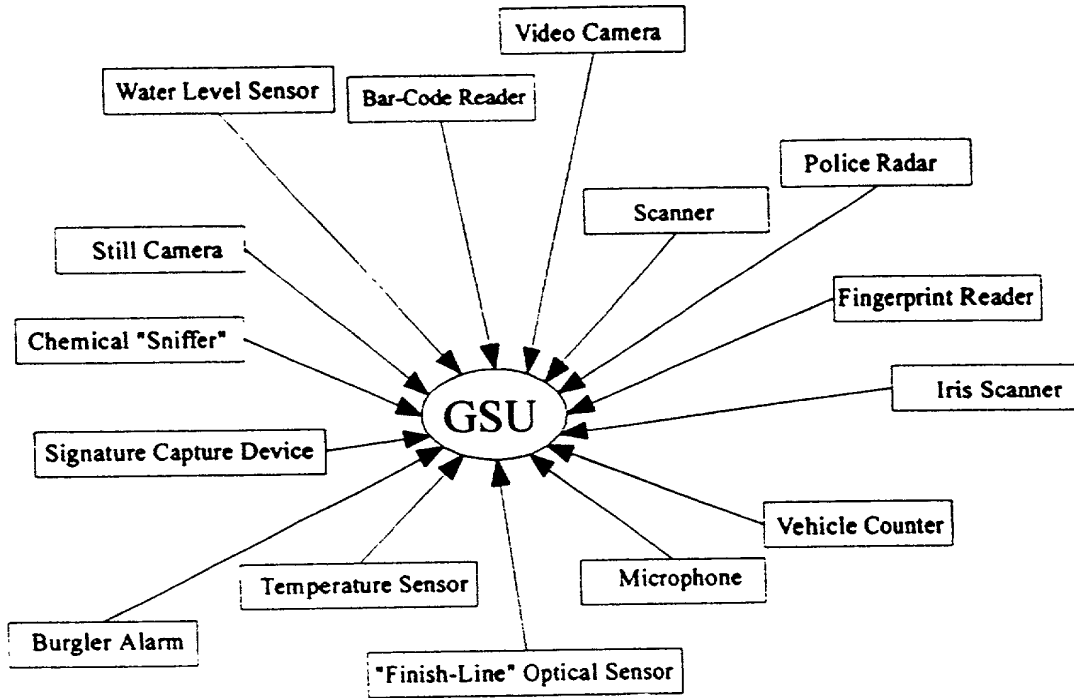 Video Camera
Water Level Sensor
Bar-Code Reader
Police Radar
Scanner
Still Camera
Fingerprint Reader
Chemical "Sniffer"
Iris Scanner
GSU
Signature Capture Device
Vehicle Counter
Temperature Sensor
Microphone
Burgler Alarm
"Finish-Line" Optical Sensor